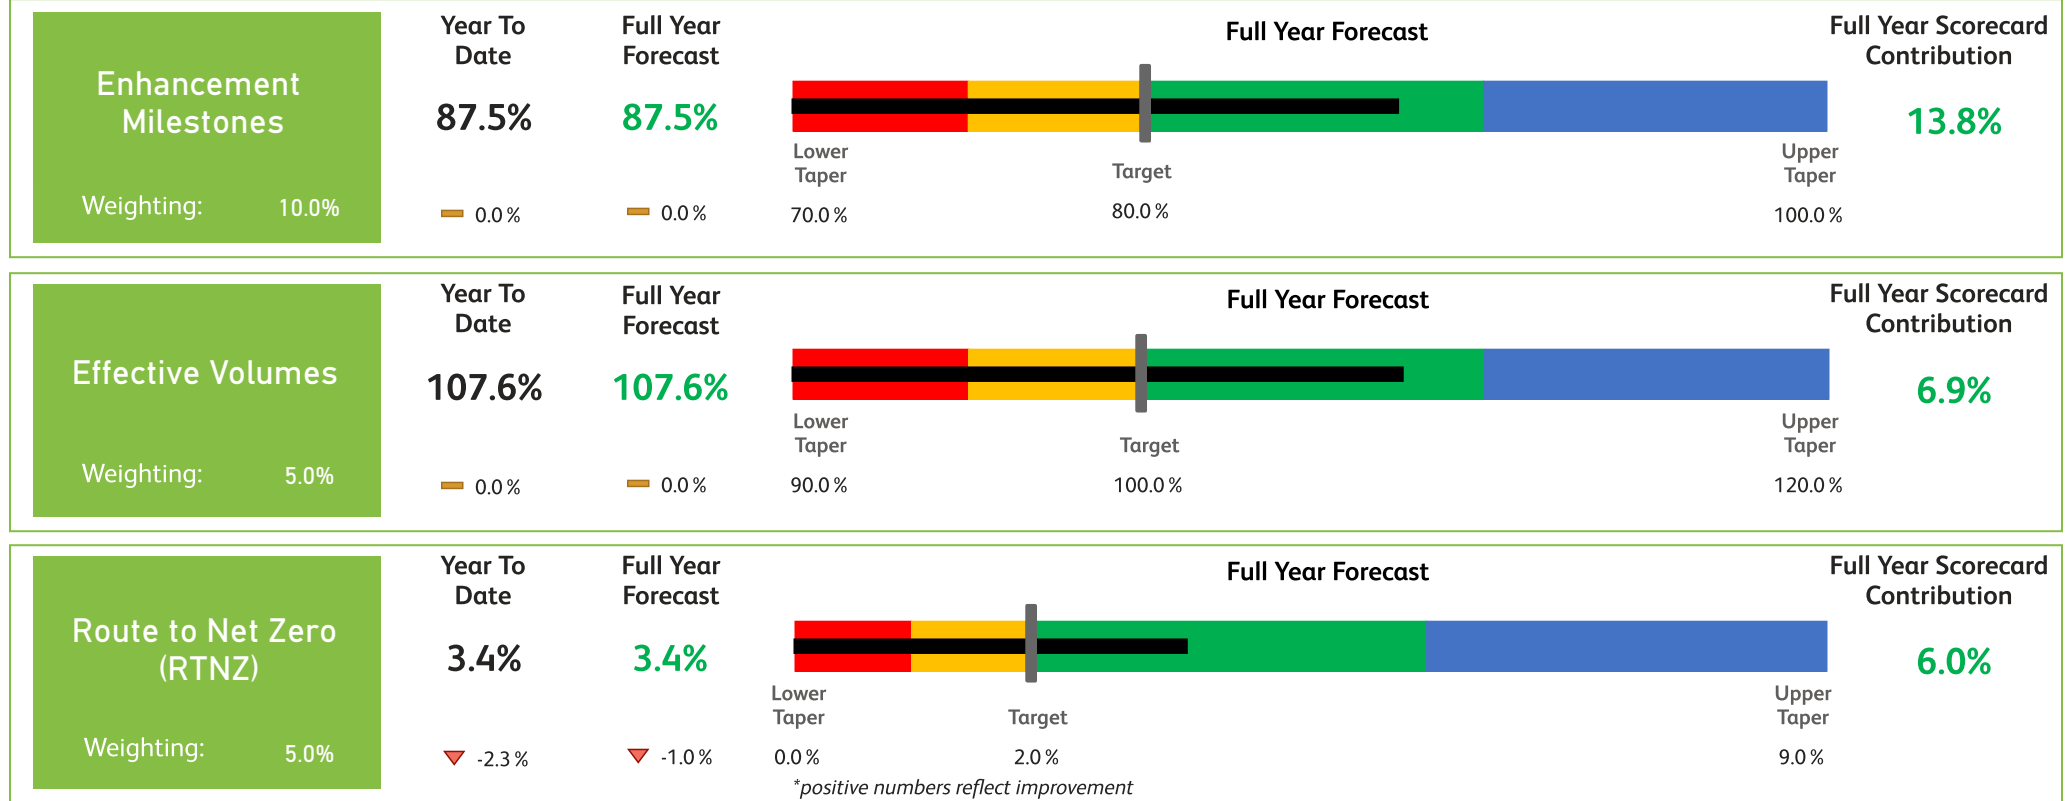 Enhancement
Milestones
Weighting: 10.0%
Year To
Date
87.5%
0.0 %
Full Year
Forecast
87.5%
0.0 %
Full Year Forecast
Lower
Taper
70.0 %
Target
80.0 %
Upper
Taper
100.0 %
Full Year Scorecard
Contribution
13.8%
Effective Volumes
Weighting: 5.0%
Year To
Date
107.6%
0.0 %
Full Year
Forecast
107.6%
0.0 %
Full Year Forecast
Lower
Taper
90.0 %
Target
100.0 %
Upper
Taper
120.0 %
Full Year Scorecard
Contribution
6.9%
Route to Net Zero
(RTNZ)
Weighting: 5.0%
Year To
Date
3.4%
-2.3 %
Full Year
Forecast
3.4%
-1.0 %
Full Year Forecast
Lower
Taper
0.0 %
Target
2.0 %
Upper
Taper
9.0 %
*positive numbers reflect improvement
Full Year Scorecard
Contribution
6.0%